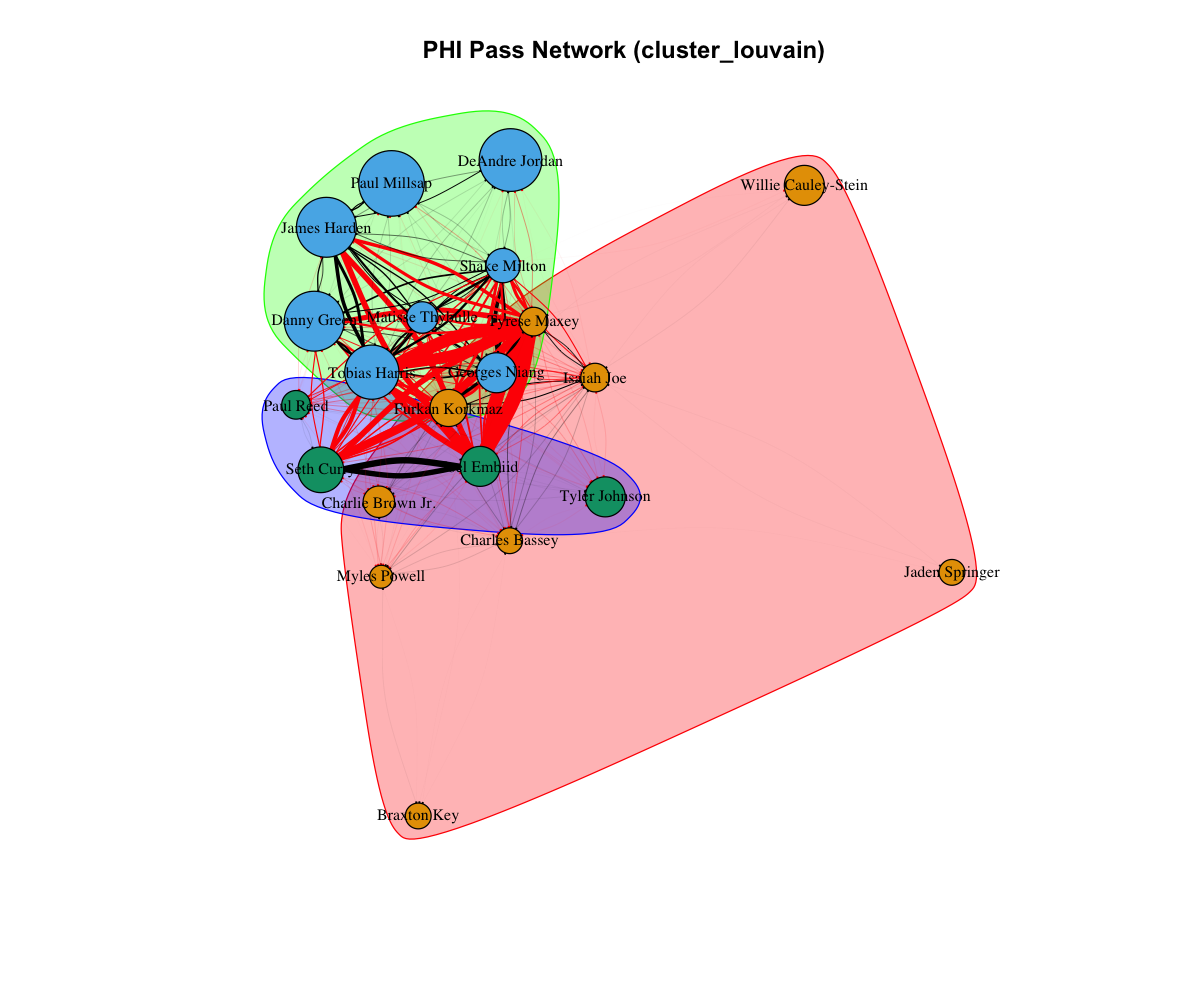 PHI Pass Network (cluster_louvain)
DeAndre Jordan
Paul Millsap
Willie Cauley-Stein
James Harden
Shake Milton
Danny Green
Matisse Thybulle
Tyrese Maxey
Tobias Harris
Georges Niang
Isaiah Joe
Paul Reed
Furkan Korkmaz
Seth Curry
Embiid
Tyler Johnson
Charlie Brown Jr.
Charles Bassey
Myles Powell
Jaden Springer
Braxton Key